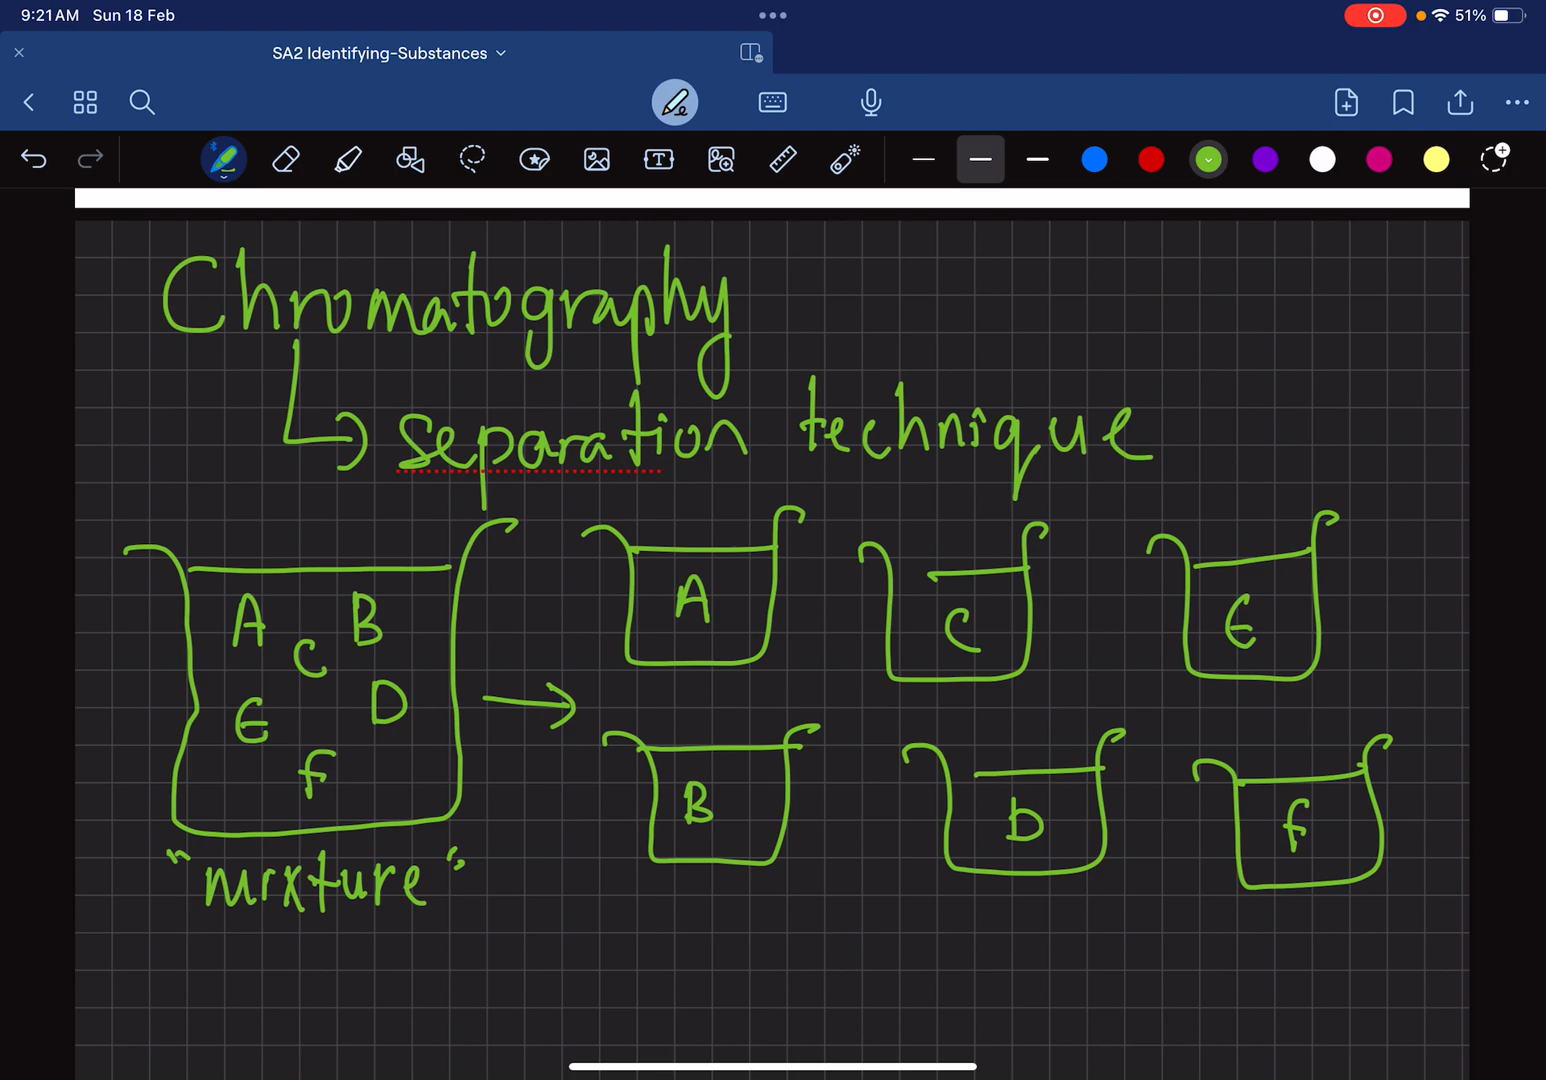 9:21 AM Sun 18 Feb
51%
SA2 Identifying-Substances
T
Chromatography
separation technique
A B
C
E D
F
A
C
E
B
D
F
"mixture"